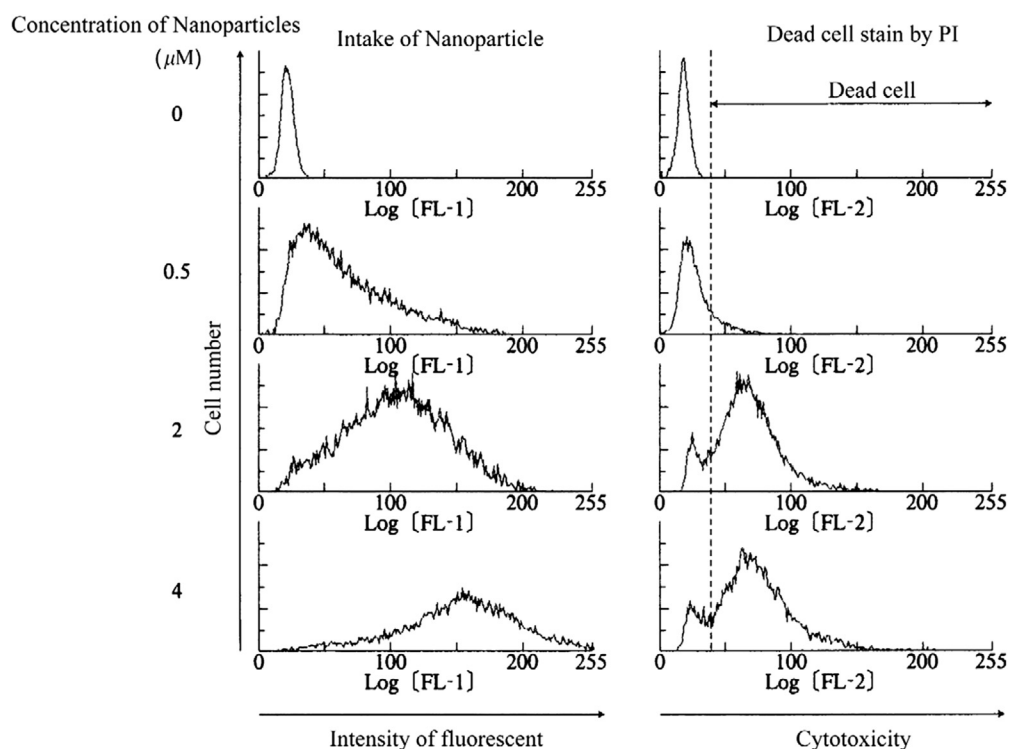 Concentration of Nanoparticles
(μM)
Intake of Nanoparticle
Dead cell stain by PI
Dead cell
0
0 100 200 255
Log [FL-1]
0 100 200 255
Log [FL-2]
0.5
0 100 200 255
Log [FL-1]
0 100 200 255
Log [FL-2]
Cell number
2
0 100 200 255
Log [FL-1]
0 100 200 255
Log [FL-2]
4
0 100 200 255
Log [FL-1]
0 100 200 255
Log [FL-2]
Intensity of fluorescent
Cytotoxicity